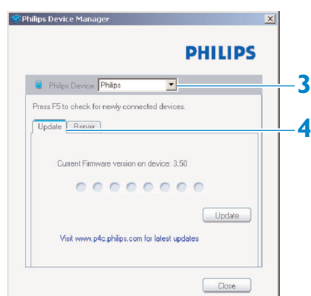 Philips Device Manager
PHILIPS
Philips Device Philips
3
Press F5 to check for newly connected devices.
Update Repair
4
Current Firmware version on device: 3.50
Update
Visit www.p4c.philips.com for latest updates
Close